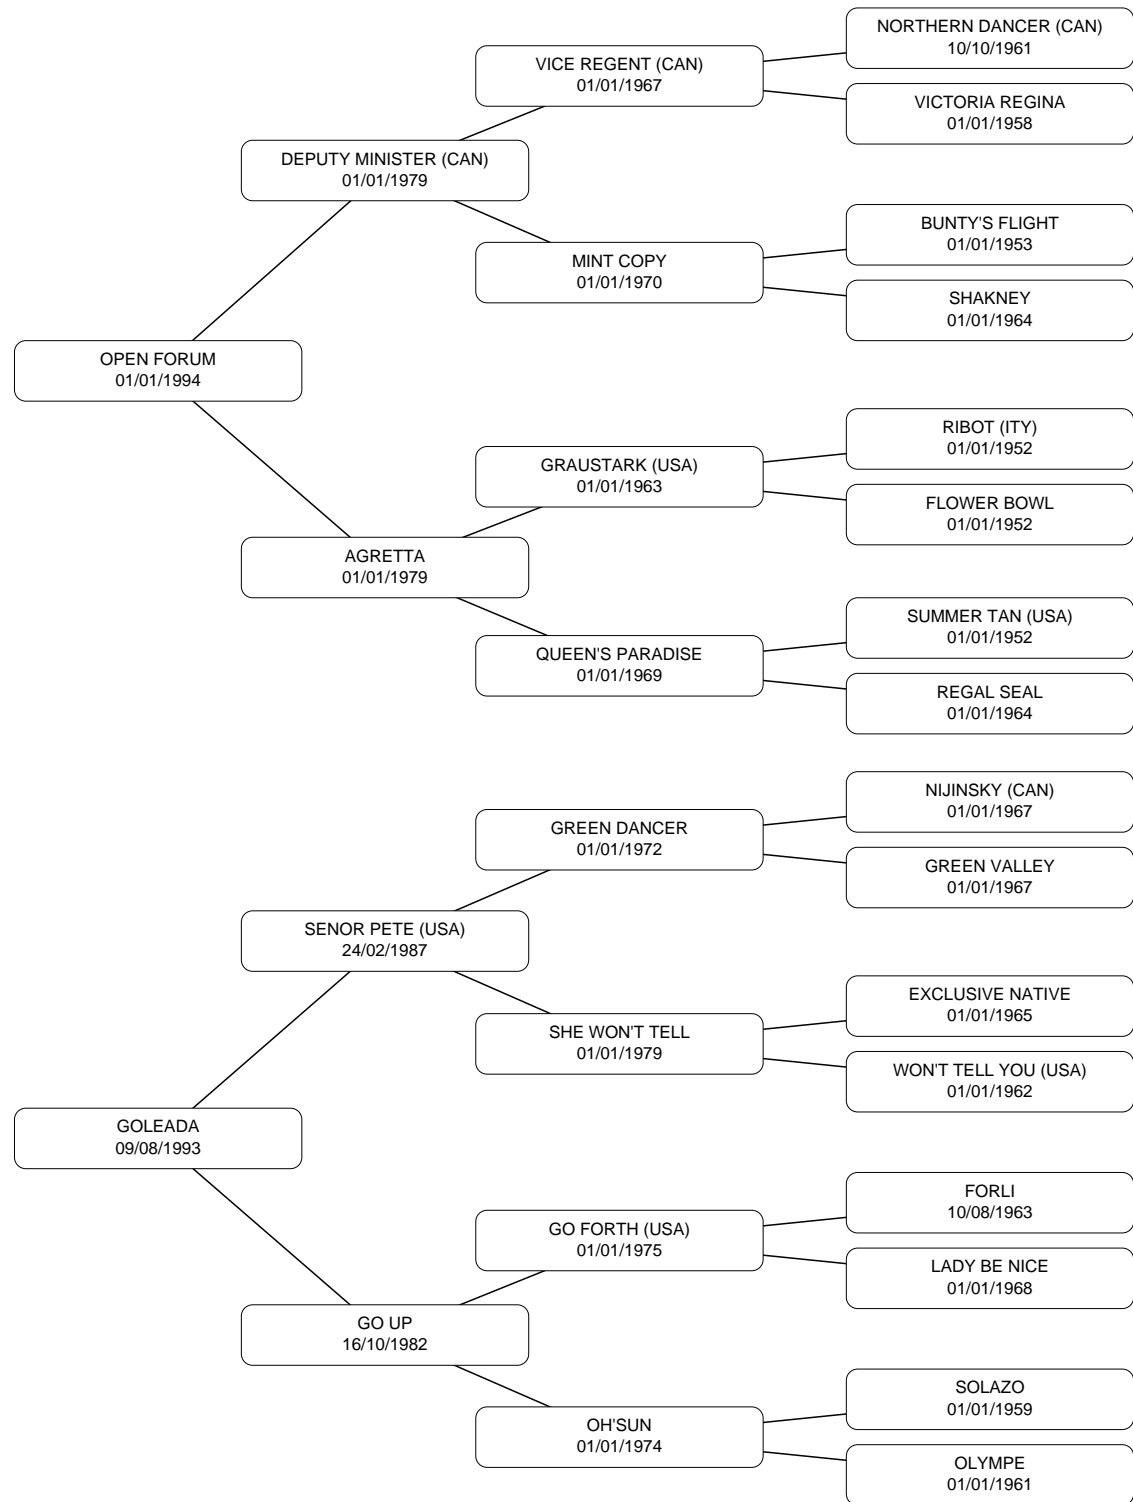 NORTHERN DANCER (CAN)
10/10/1961
VICE REGENT (CAN)
01/01/1967
VICTORIA REGINA
01/01/1958
DEPUTY MINISTER (CAN)
01/01/1979
BUNTY'S FLIGHT
01/01/1953
MINT COPY
01/01/1970
SHAKNEY
01/01/1964
OPEN FORUM
01/01/1994
RIBOT (ITY)
01/01/1952
GRAUSTARK (USA)
01/01/1963
FLOWER BOWL
01/01/1952
AGRETTA
01/01/1979
SUMMER TAN (USA)
01/01/1952
QUEEN'S PARADISE
01/01/1969
REGAL SEAL
01/01/1964
NIJINSKY (CAN)
01/01/1967
GREEN DANCER
01/01/1972
GREEN VALLEY
01/01/1967
SENOR PETE (USA)
24/02/1987
EXCLUSIVE NATIVE
01/01/1965
SHE WON'T TELL
01/01/1979
WON'T TELL YOU (USA)
01/01/1962
GOLEADA
09/08/1993
FORLI
10/08/1963
GO FORTH (USA)
01/01/1975
LADY BE NICE
01/01/1968
GO UP
16/10/1982
SOLAZO
01/01/1959
OH'SUN
01/01/1974
OLYMPE
01/01/1961